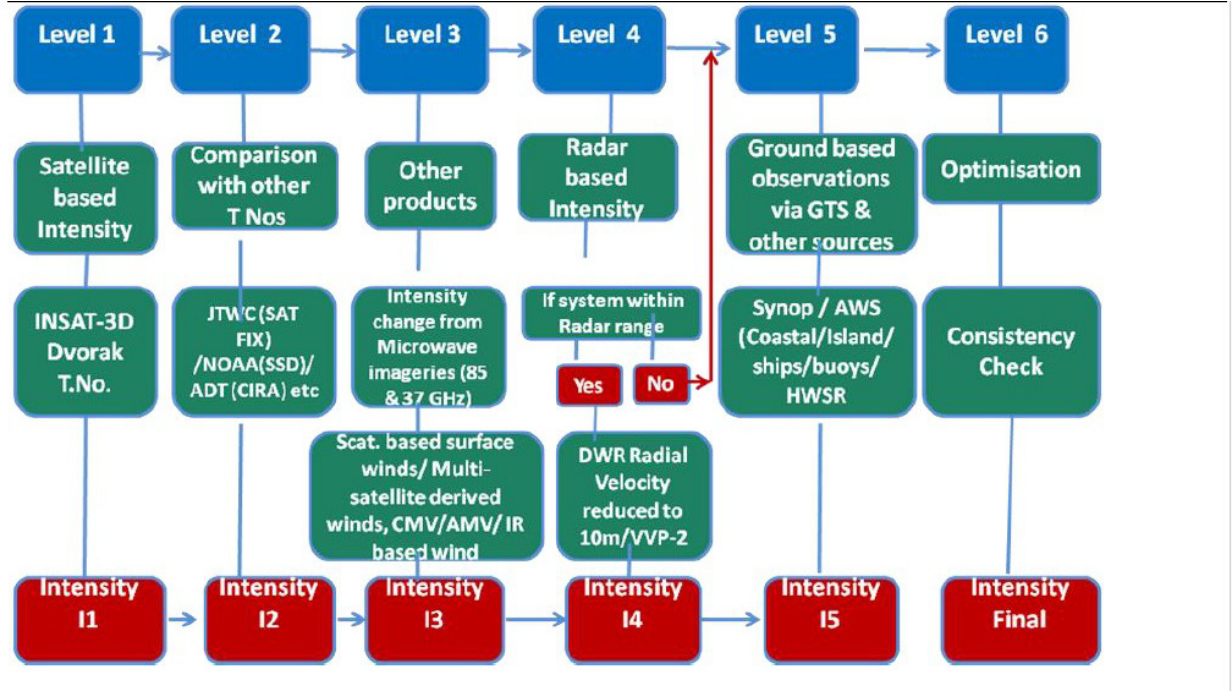 Level 1
Level 2
Level 3
Level 4
Level 5
Level 6
Satellite
based
Intensity
Comparison
with other
T Nos
Other
products
Radar
based
Intensity
Ground based
observations
via GTS &
other sources
Optimisation
INSAT-3D
Dvorak
T.No.
JTWC (SAT
FIX)
/NOAA(SSD)/
ADT (CIRA) etc
Intensity
change from
Microwave
imageries (85
& 37 GHz)
If system within
Radar range
Yes
No
Synop / AWS
(Coastal/Island/
ships/buoys/
HWSR
Consistency
Check
Scat. based surface
winds/ Multi-
satellite derived
winds, CMV/AMV/ IR
based wind
DWR Radial
Velocity
reduced to
10m/VVP-2
Intensity
I1
Intensity
I2
Intensity
I3
Intensity
I4
Intensity
I5
Intensity
Final